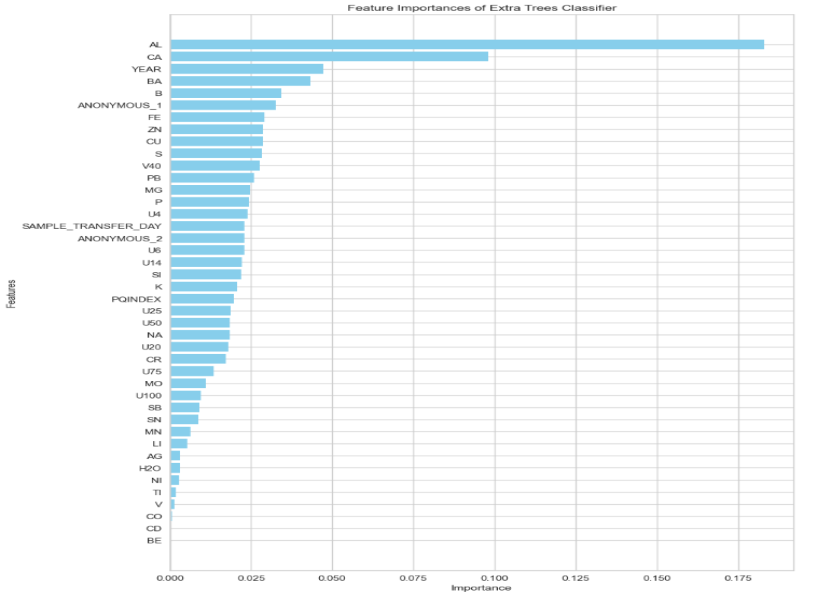 Feature Importances of Extra Trees Classifier
AL
CA
YEAR
BA
B
ANONYMOUS_1
FE
ZN
CU
S
V40
PB
MG
P
U4
SAMPLE_TRANSFER_DAY
ANONYMOUS_2
U6
U14
SI
K
PQINDEX
U25
U50
NA
U20
CR
U75
MO
U100
SB
SN
MN
LI
AG
H2O
NI
TI
V
CO
CD
BE
Features
0.000 0.025 0.050 0.075 0.100 0.125 0.150 0.175
Importance